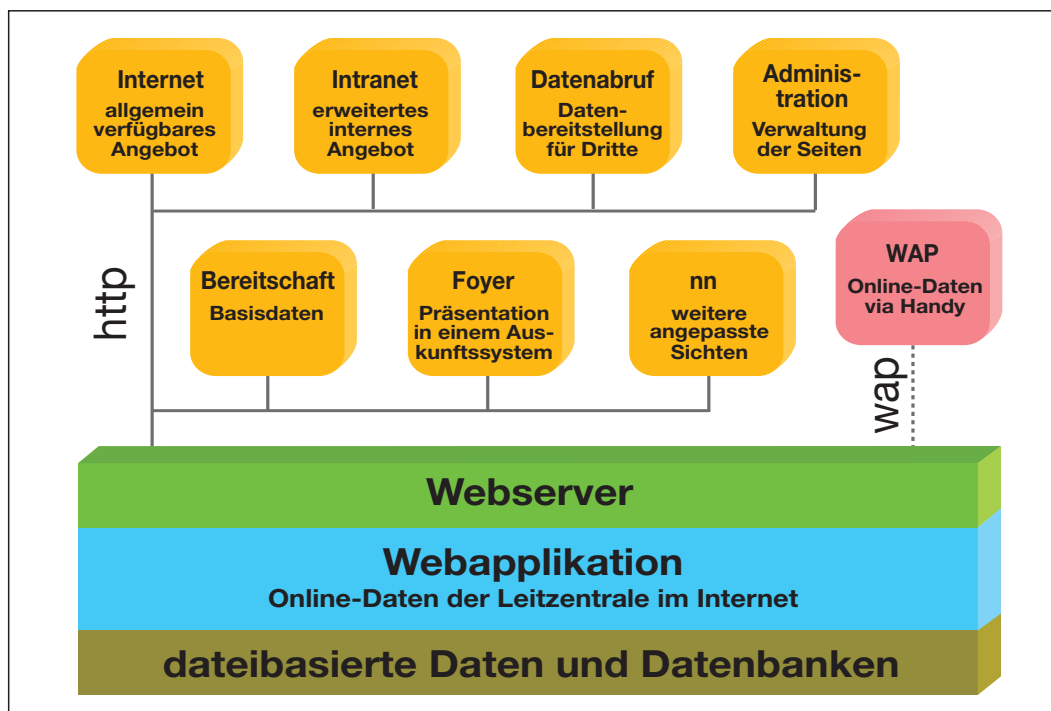 Internet
allgemein
verfügbares
Angebot
Intranet
erweitertes
internes
Angebot
Datenabruf
Daten-
bereitstellung
für Dritte
Adminis-
tration
Verwaltung
der Seiten
http
Bereitschaft
Basisdaten
Foyer
Präsentation
in einem Aus-
kunftssystem
nn
weitere
angepasste
Sichten
WAP
Online-Daten
via Handy
wap
Webserver
Webapplikation
Online-Daten der Leitzentrale im Internet
dateibasierte Daten und Datenbanken